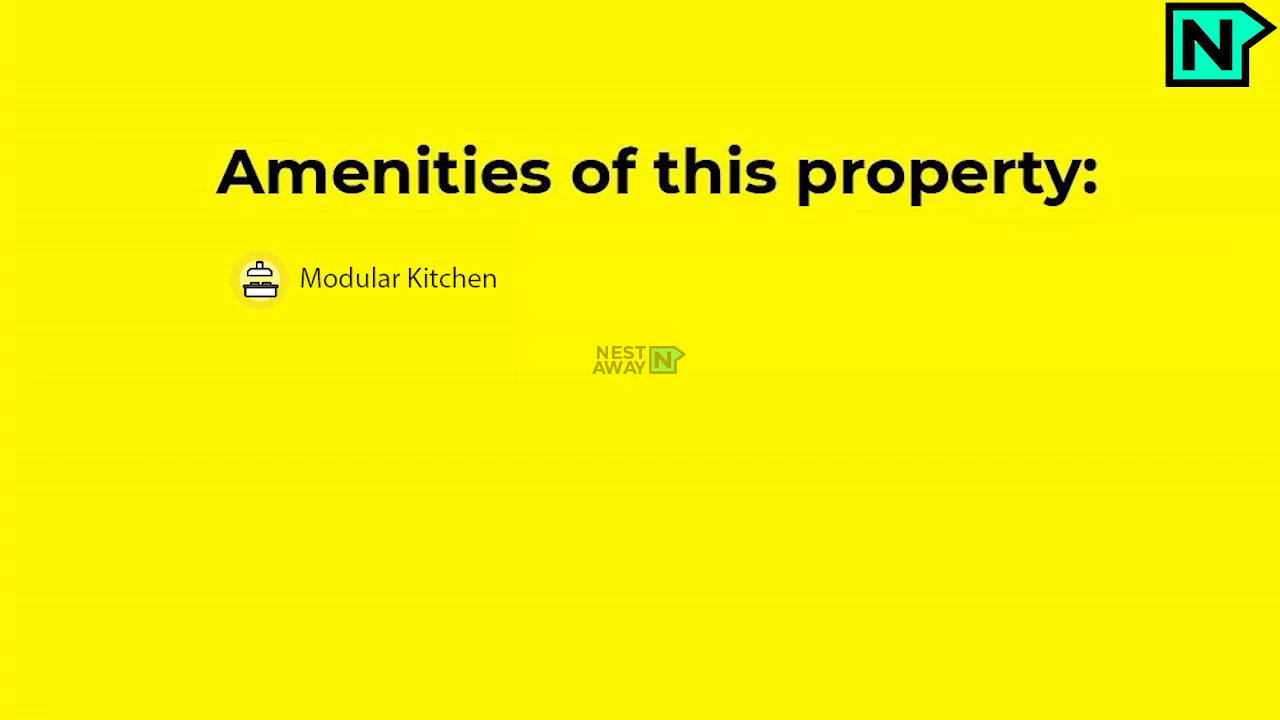 N
Amenities of this property:
Modular Kitchen
NEST
AWAY N